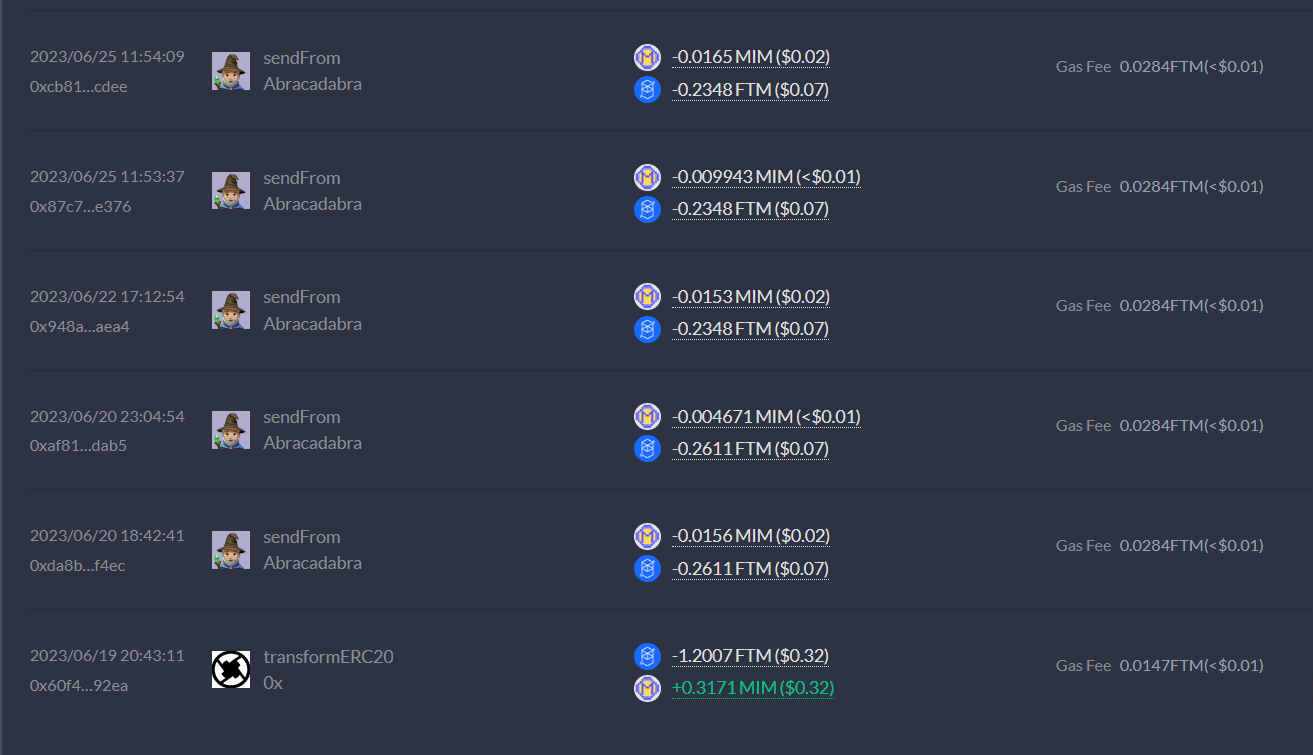 2023/06/25 11:54:09
0xcb81...cdee
sendFrom
Abracadabra
-0.0165 MIM ($0.02)
-0.2348 FTM ($0.07)
Gas Fee 0.0284FTM(<$0.01)
2023/06/25 11:53:37
0x87c7...e376
sendFrom
Abracadabra
-0.009943 MIM (<$0.01)
-0.2348 FTM ($0.07)
Gas Fee 0.0284FTM(<$0.01)
2023/06/22 17:12:54
0x948a...aea4
sendFrom
Abracadabra
-0.0153 MIM ($0.02)
-0.2348 FTM ($0.07)
Gas Fee 0.0284FTM(<$0.01)
2023/06/20 23:04:54
0xaf81...dab5
sendFrom
Abracadabra
-0.004671 MIM (<$0.01)
-0.2611 FTM ($0.07)
Gas Fee 0.0284FTM(<$0.01)
2023/06/20 18:42:41
0xda8b...f4ec
sendFrom
Abracadabra
-0.0156 MIM ($0.02)
-0.2611 FTM ($0.07)
Gas Fee 0.0284FTM(<$0.01)
2023/06/19 20:43:11
0x60f4...92ea
transformERC20
0x
-1.2007 FTM ($0.32)
+0.3171 MIM ($0.32)
Gas Fee 0.0147FTM(<$0.01)